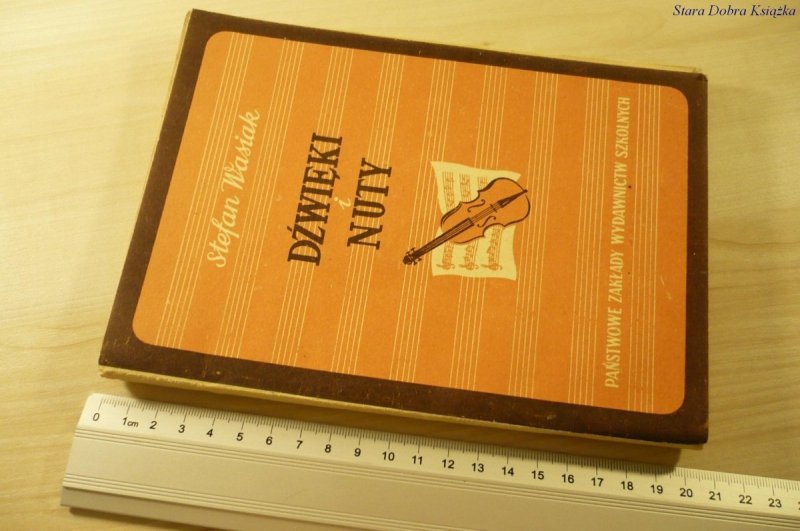 Stara Dobra Książka
Stefan Wasiak
DŹWIĘKI
i
NUTY
PAŃSTWOWE ZAKŁADY WYDAWNICTW SZKOLNYCH
0 1cm 2 3 4 5 6 7 8 9 10 11 12 13 14 15 16 17 18 19 20 21 22 23